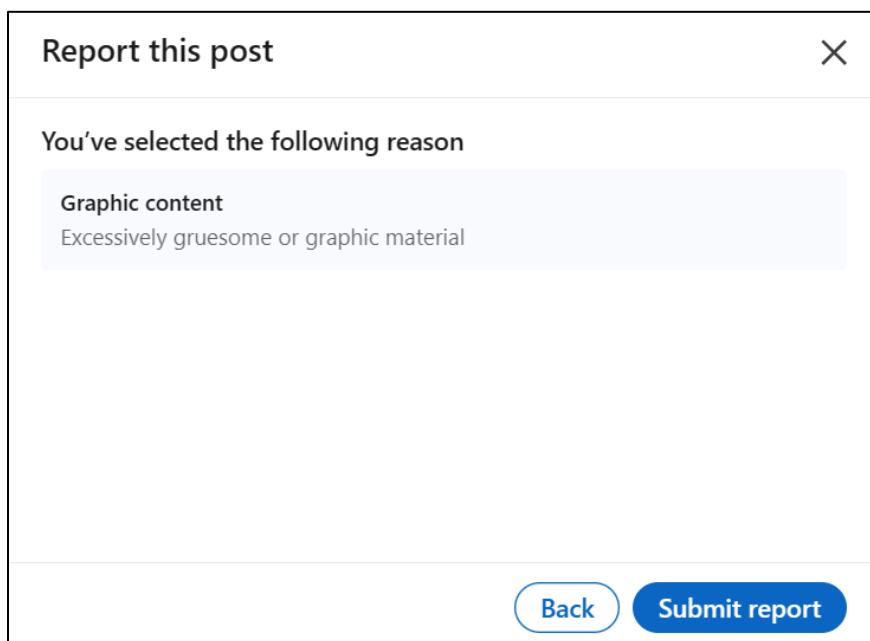 Report this post
You’ve selected the following reason
Graphic content
Excessively gruesome or graphic material
Back
Submit report